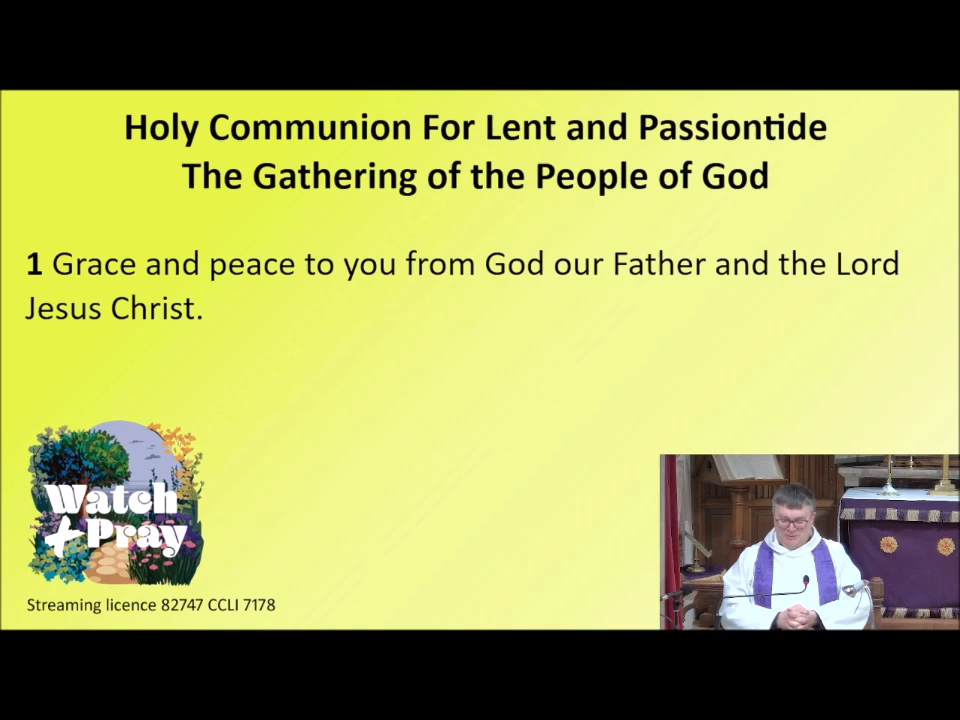 Holy Communion For Lent and Passiontide
The Gathering of the People of God
1 Grace and peace to you from God our Father and the Lord
Jesus Christ.
Watch
+Pray
Streaming licence 82747 CCLI 7178